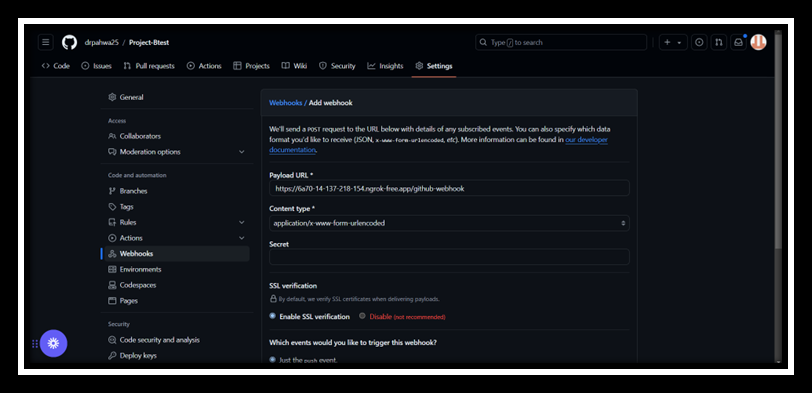 drpahwa25 / Project-Btest
Type / to search
Code Issues Pull requests Actions Projects Wiki Security Insights Settings
General
Access
Collaborators
Moderation options
Code and automation
Branches
Tags
Rules
Actions
Webhooks
Environments
Codespaces
Pages
Security
Code security and analysis
Deploy keys
Webhooks / Add webhook
We'll send a POST request to the URL below with details of any subscribed events. You can also specify which data
format you'd like to receive (JSON, x-www-form-urlencoded, etc). More information can be found in our developer
documentation.
Payload URL *
https://6a70-14-137-218-154.ngrok-free.app/github-webhook
Content type *
application/x-www-form-urlencoded
Secret
SSL verification
By default, we verify SSL certificates when delivering payloads.
Enable SSL verification Disable (not recommended)
Which events would you like to trigger this webhook?
Just the push event.